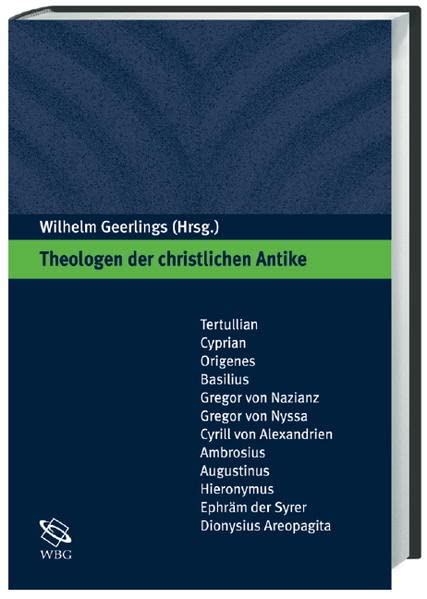 Wilhelm Geerlings (Hrsg.)
Theologen der christlichen Antike
Tertullian
Cyprian
Origenes
Basilius
Gregor von Nazianz
Gregor von Nyssa
Cyrill von Alexandrien
Ambrosius
Augustinus
Hieronymus
Ephräm der Syrer
Dionysius Areopagita
WBG